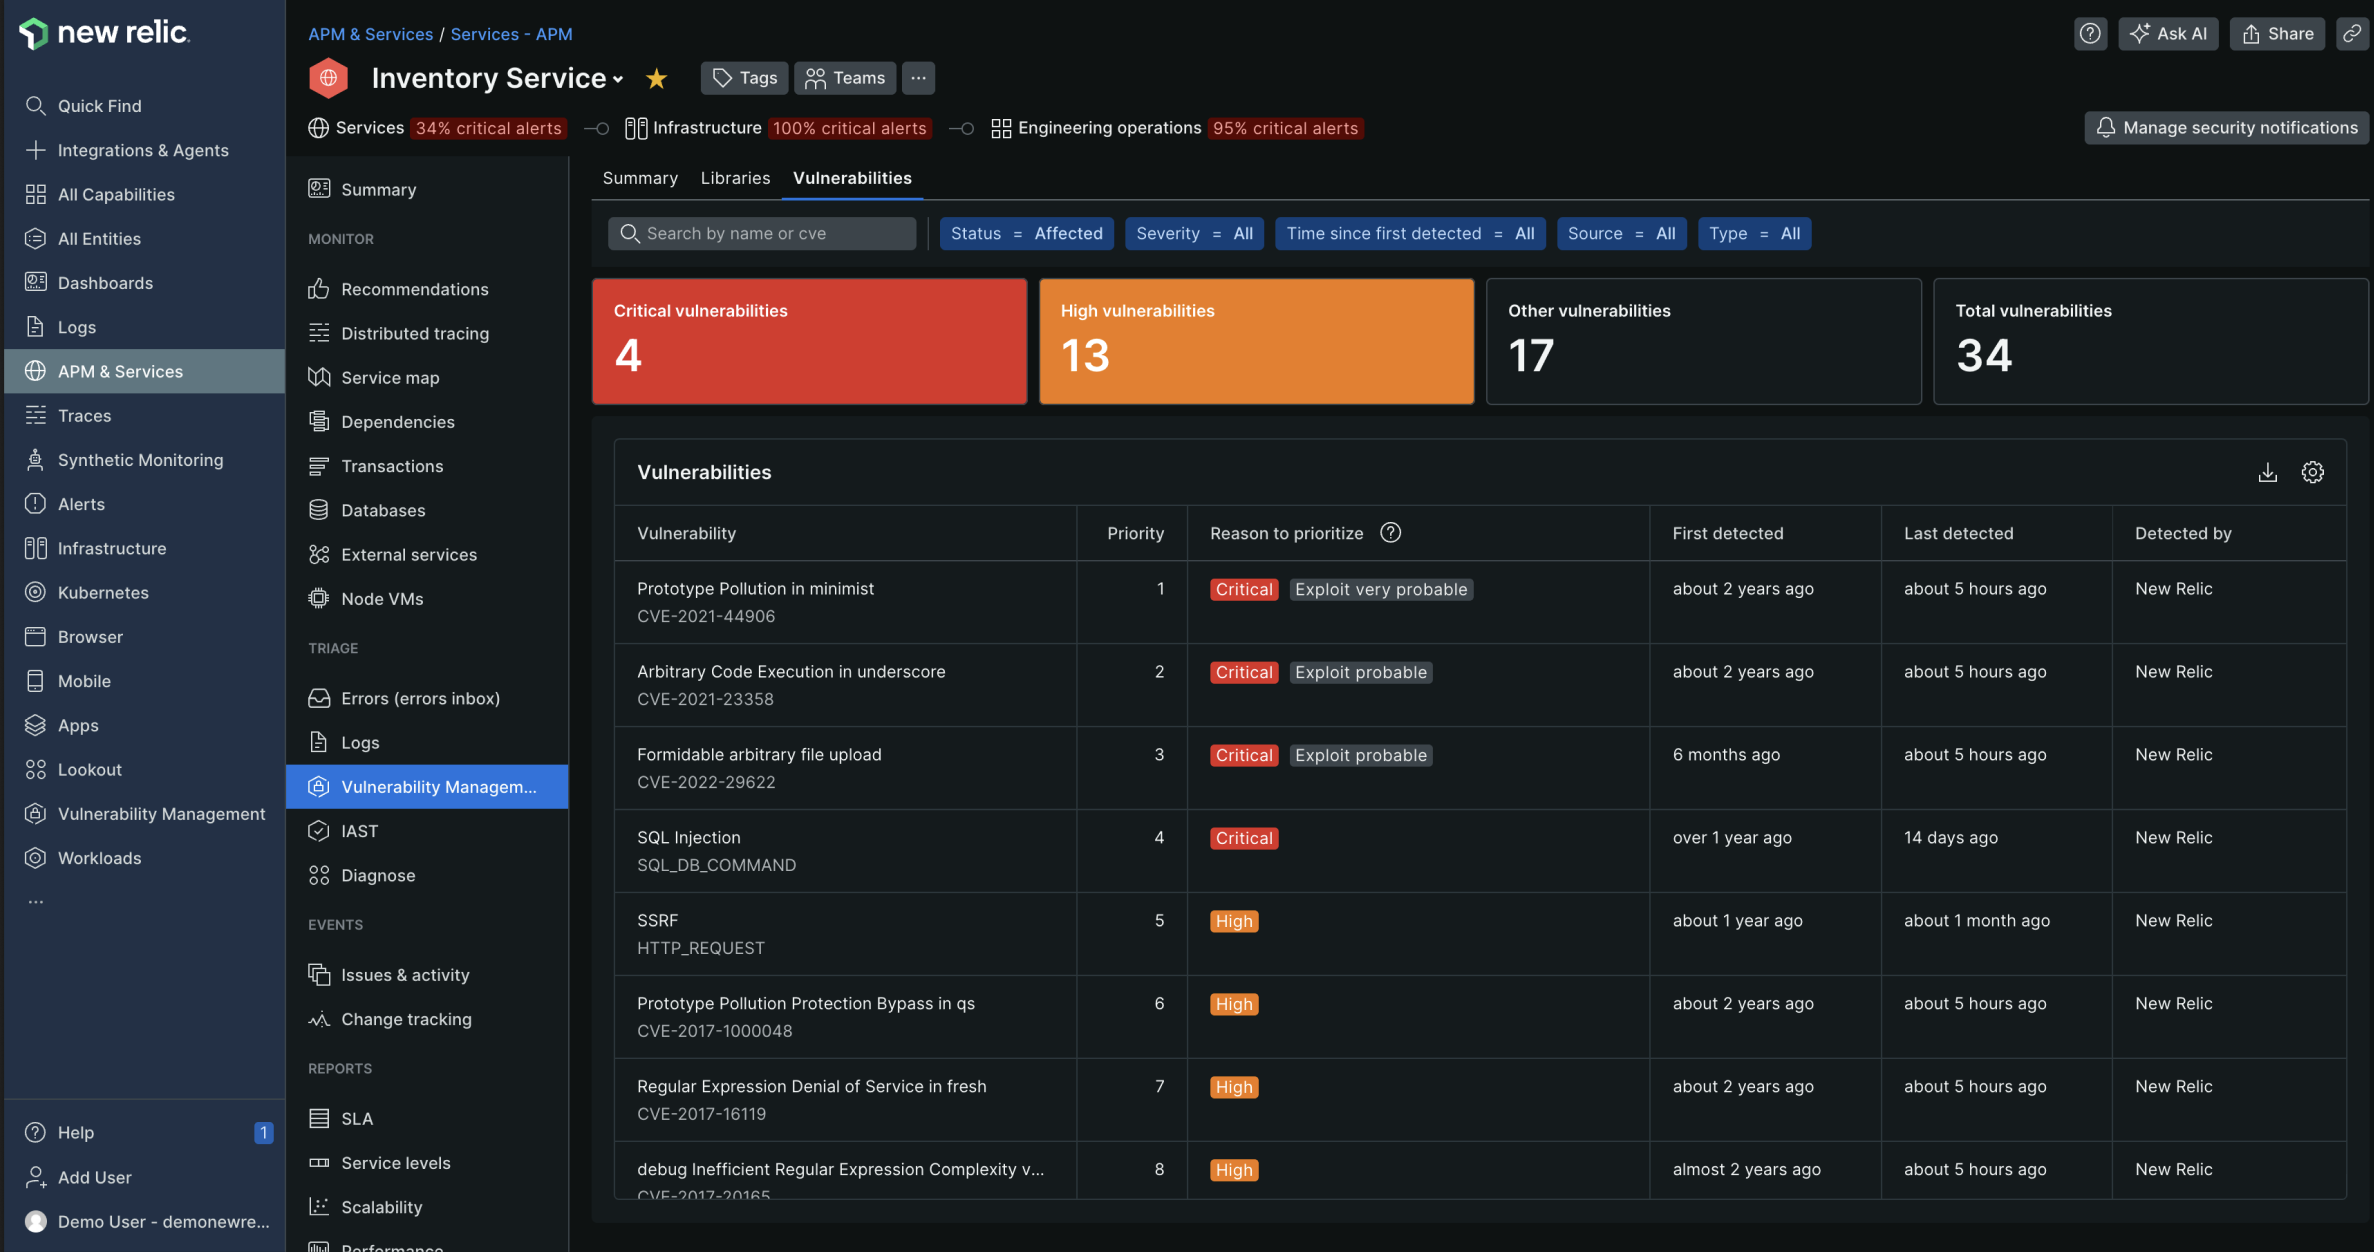 new relic.
Quick Find
Integrations & Agents
All Capabilities
All Entities
Dashboards
Logs
APM & Services
Traces
Synthetic Monitoring
Alerts
Infrastructure
Kubernetes
Browser
Mobile
Apps
Lookout
Vulnerability Management
Workloads
...
Help 1
Add User
Demo User - demonewre...
APM & Services / Services - APM
Ask AI
Share
Inventory Service
Tags
Teams
...
Services 34% critical alerts
Infrastructure 100% critical alerts
Engineering operations 95% critical alerts
Manage security notifications
Summary
MONITOR
Recommendations
Distributed tracing
Service map
Dependencies
Transactions
Databases
External services
Node VMs
TRIAGE
Errors (errors inbox)
Logs
Vulnerability Managem...
IAST
Diagnose
EVENTS
Issues & activity
Change tracking
REPORTS
SLA
Service levels
Scalability
Performance
Summary Libraries Vulnerabilities
Search by name or cve
Status = Affected
Severity = All
Time since first detected = All
Source = All
Type = All
Critical vulnerabilities
4
High vulnerabilities
13
Other vulnerabilities
17
Total vulnerabilities
34
Vulnerabilities
Vulnerability Priority Reason to prioritize ? First detected Last detected Detected by
Prototype Pollution in minimist 1 Critical Exploit very probable about 2 years ago about 5 hours ago New Relic
CVE-2021-44906
Arbitrary Code Execution in underscore 2 Critical Exploit probable about 2 years ago about 5 hours ago New Relic
CVE-2021-23358
Formidable arbitrary file upload 3 Critical Exploit probable 6 months ago about 5 hours ago New Relic
CVE-2022-29622
SQL Injection 4 Critical over 1 year ago 14 days ago New Relic
SQL_DB_COMMAND
SSRF 5 High about 1 year ago about 1 month ago New Relic
HTTP_REQUEST
Prototype Pollution Protection Bypass in qs 6 High about 2 years ago about 5 hours ago New Relic
CVE-2017-1000048
Regular Expression Denial of Service in fresh 7 High about 2 years ago about 5 hours ago New Relic
CVE-2017-16119
debug Inefficient Regular Expression Complexity v... 8 High almost 2 years ago about 5 hours ago New Relic
CVE-2017-20165